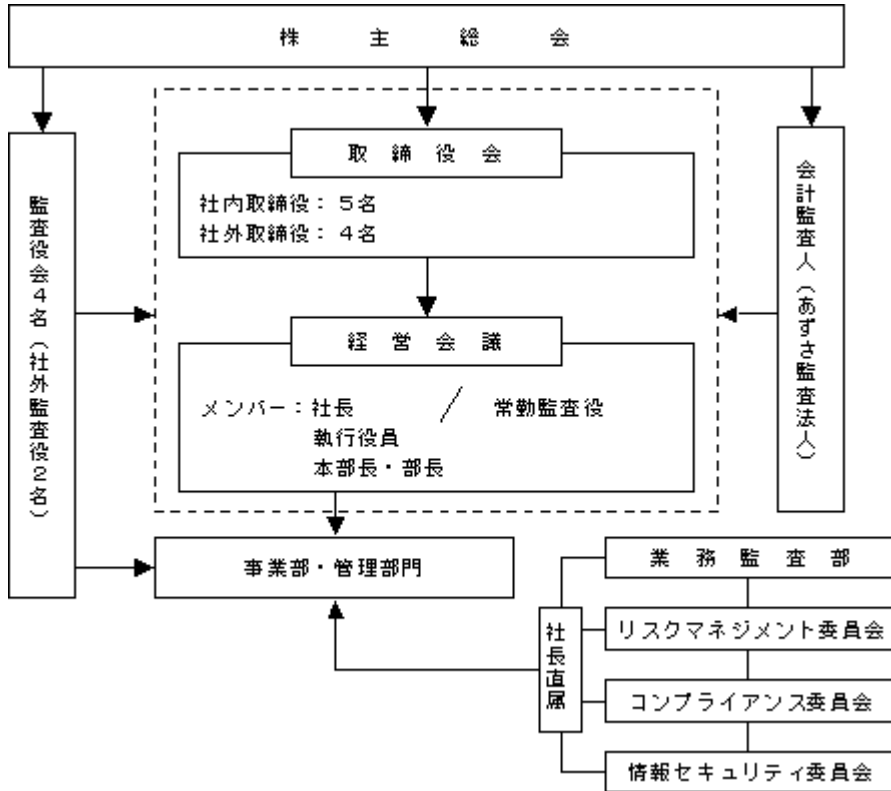 株主総会
取締役会
社内取締役：５名
社外取締役：４名
監査役会４名（社外監査役２名）
会計監査人（あずさ監査法人）
経営会議
メンバー：社長 ／ 常勤監査役
執行役員
本部長・部長
事業部・管理部門
業務監査部
社長直属
リスクマネジメント委員会
コンプライアンス委員会
情報セキュリティ委員会